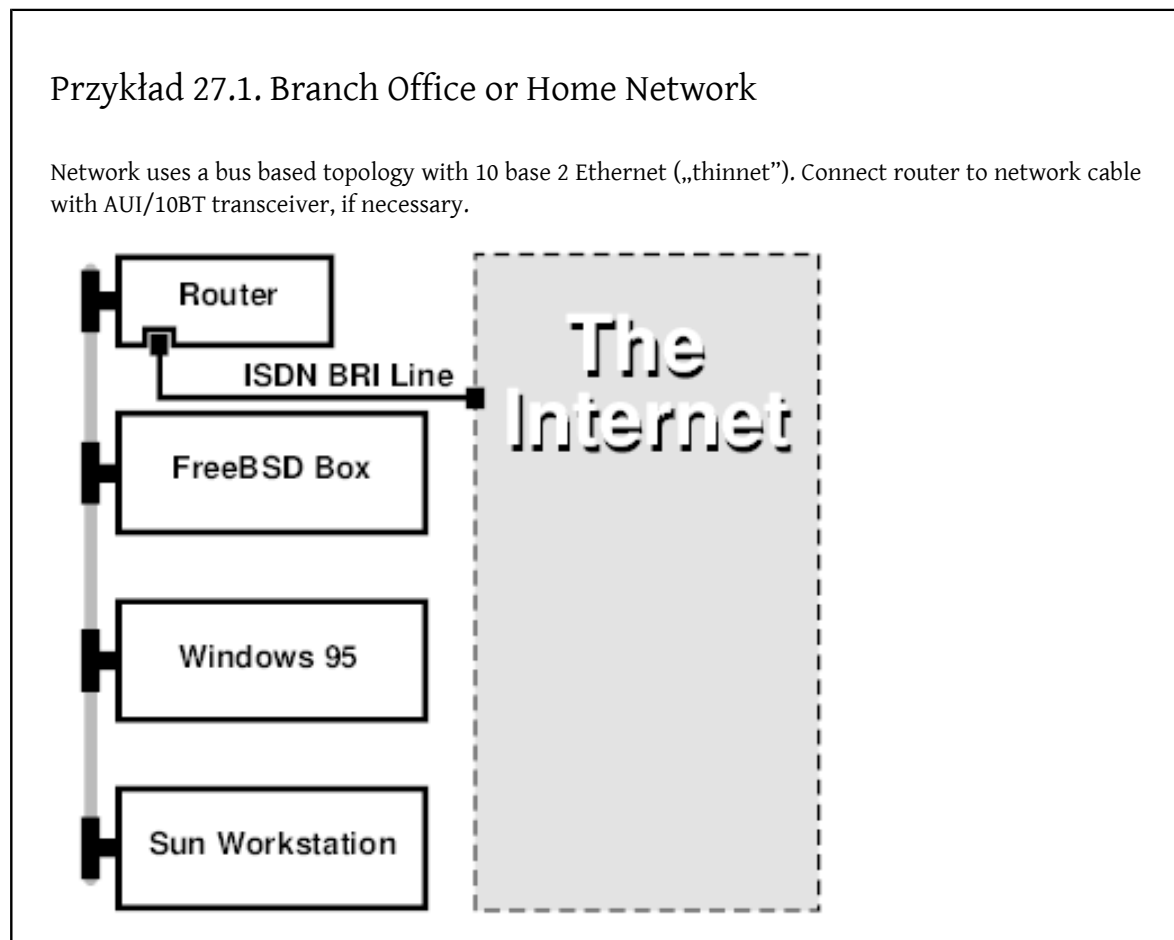 Przykład 27.1. Branch Office or Home Network
Network uses a bus based topology with 10 base 2 Ethernet („thinnet”). Connect router to network cable
with AUI/10BT transceiver, if necessary.
Router
ISDN BRI Line
The
Internet
FreeBSD Box
Windows 95
Sun Workstation